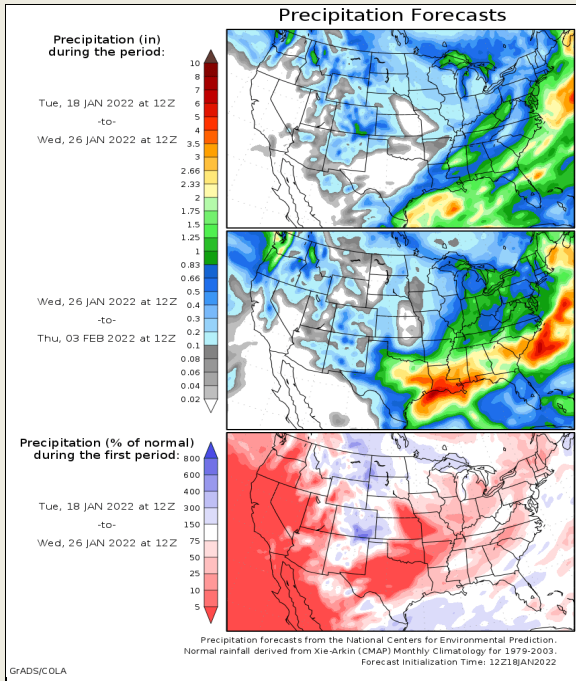 Precipitation Forecasts
Precipitation (in)
during the period:
Tue, 18 JAN 2022 at 12Z
-to-
Wed, 26 JAN 2022 at 12Z
10
8
7
6
5
4
3.5
3
2.66
2.33
2
1.75
1.5
1.25
1
0.83
0.66
0.5
0.4
0.3
0.2
0.1
0.08
0.06
0.04
0.02
Wed, 26 JAN 2022 at 12Z
-to-
Thu, 03 FEB 2022 at 12Z
Precipitation (% of normal)
during the first period:
Tue, 18 JAN 2022 at 12Z
-to-
Wed, 26 JAN 2022 at 12Z
800
600
400
300
150
75
50
25
10
5
Precipitation forecasts from the National Centers for Environmental Prediction.
Normal rainfall derived from Xie-Arkin (CMAP) Monthly Climatology for 1979-2003.
Forecast Initialization Time: 12Z18JAN2022
GrADS/COLA